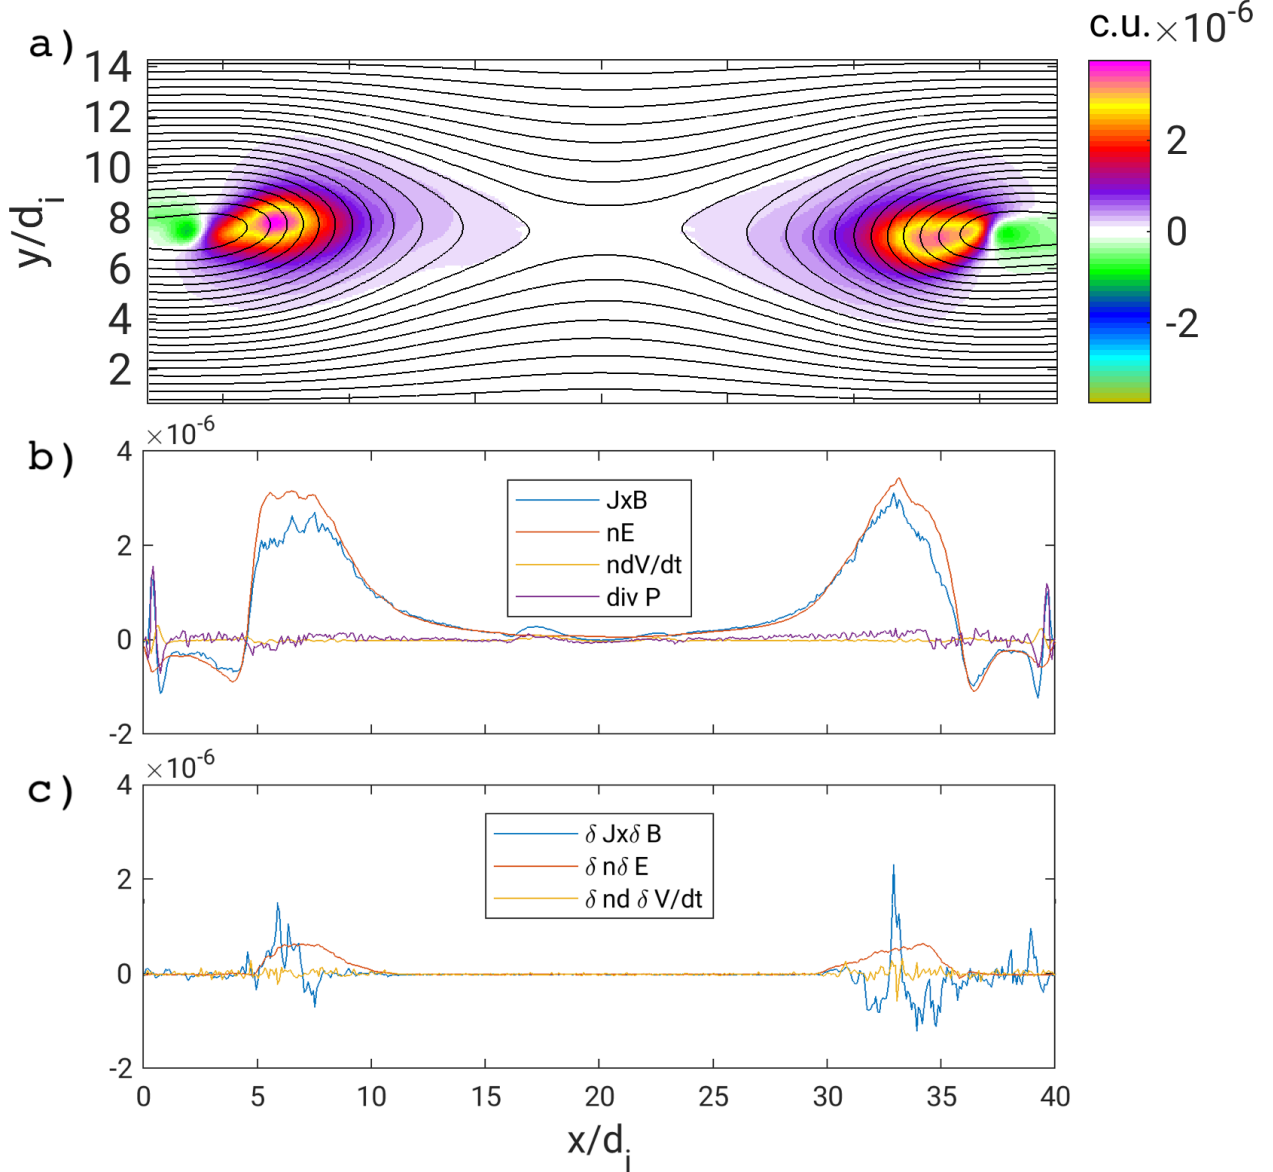 a)
c.u. ×10-6
14
12
10
8
6
4
2
y/di
2
0
-2
b)
×10-6
4
2
0
-2
JxB
nE
ndV/dt
div P
c)
×10-6
4
2
0
-2
δ Jxδ B
δ nδ E
δ nd δ V/dt
0 5 10 15 20 25 30 35 40
x/di